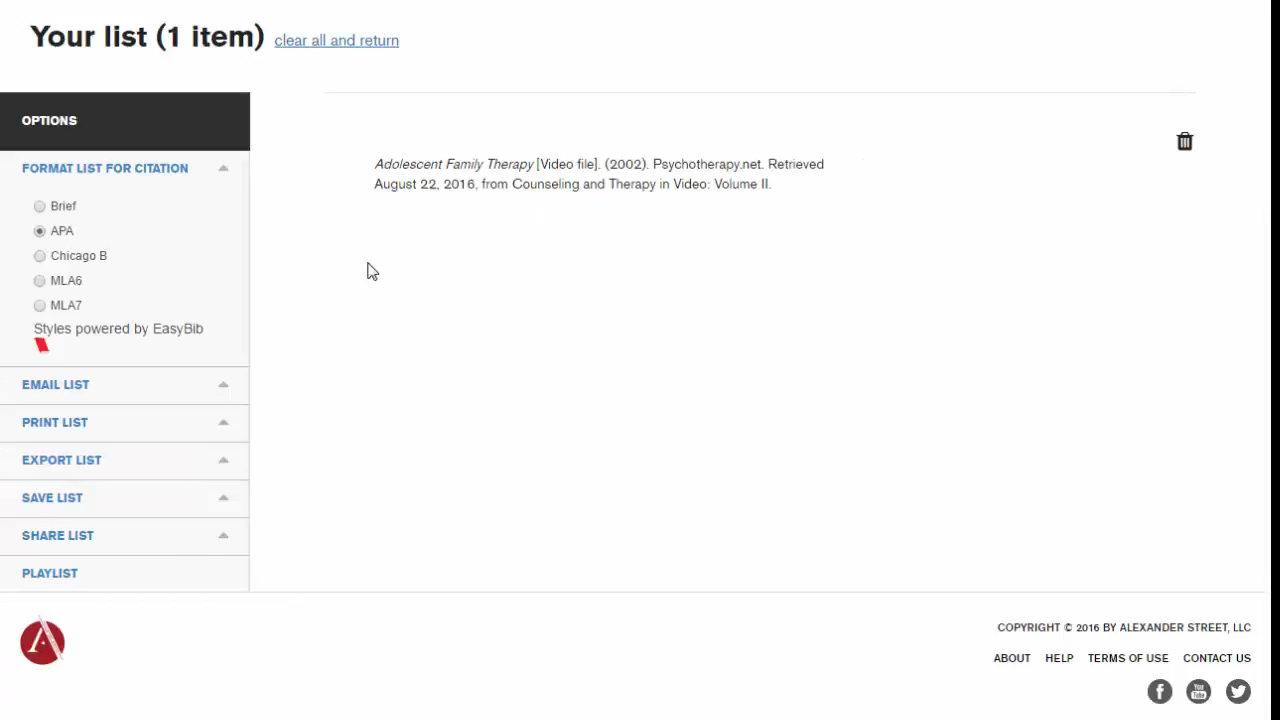 Your list (1 item) clear all and return
OPTIONS
FORMAT LIST FOR CITATION
Brief
APA
Chicago B
MLA6
MLA7
Styles powered by EasyBib
EMAIL LIST
PRINT LIST
EXPORT LIST
SAVE LIST
SHARE LIST
PLAYLIST
Adolescent Family Therapy [Video file]. (2002). Psychotherapy.net. Retrieved
August 22, 2016, from Counseling and Therapy in Video: Volume II.
COPYRIGHT © 2016 BY ALEXANDER STREET, LLC
ABOUT HELP TERMS OF USE CONTACT US
You Tube